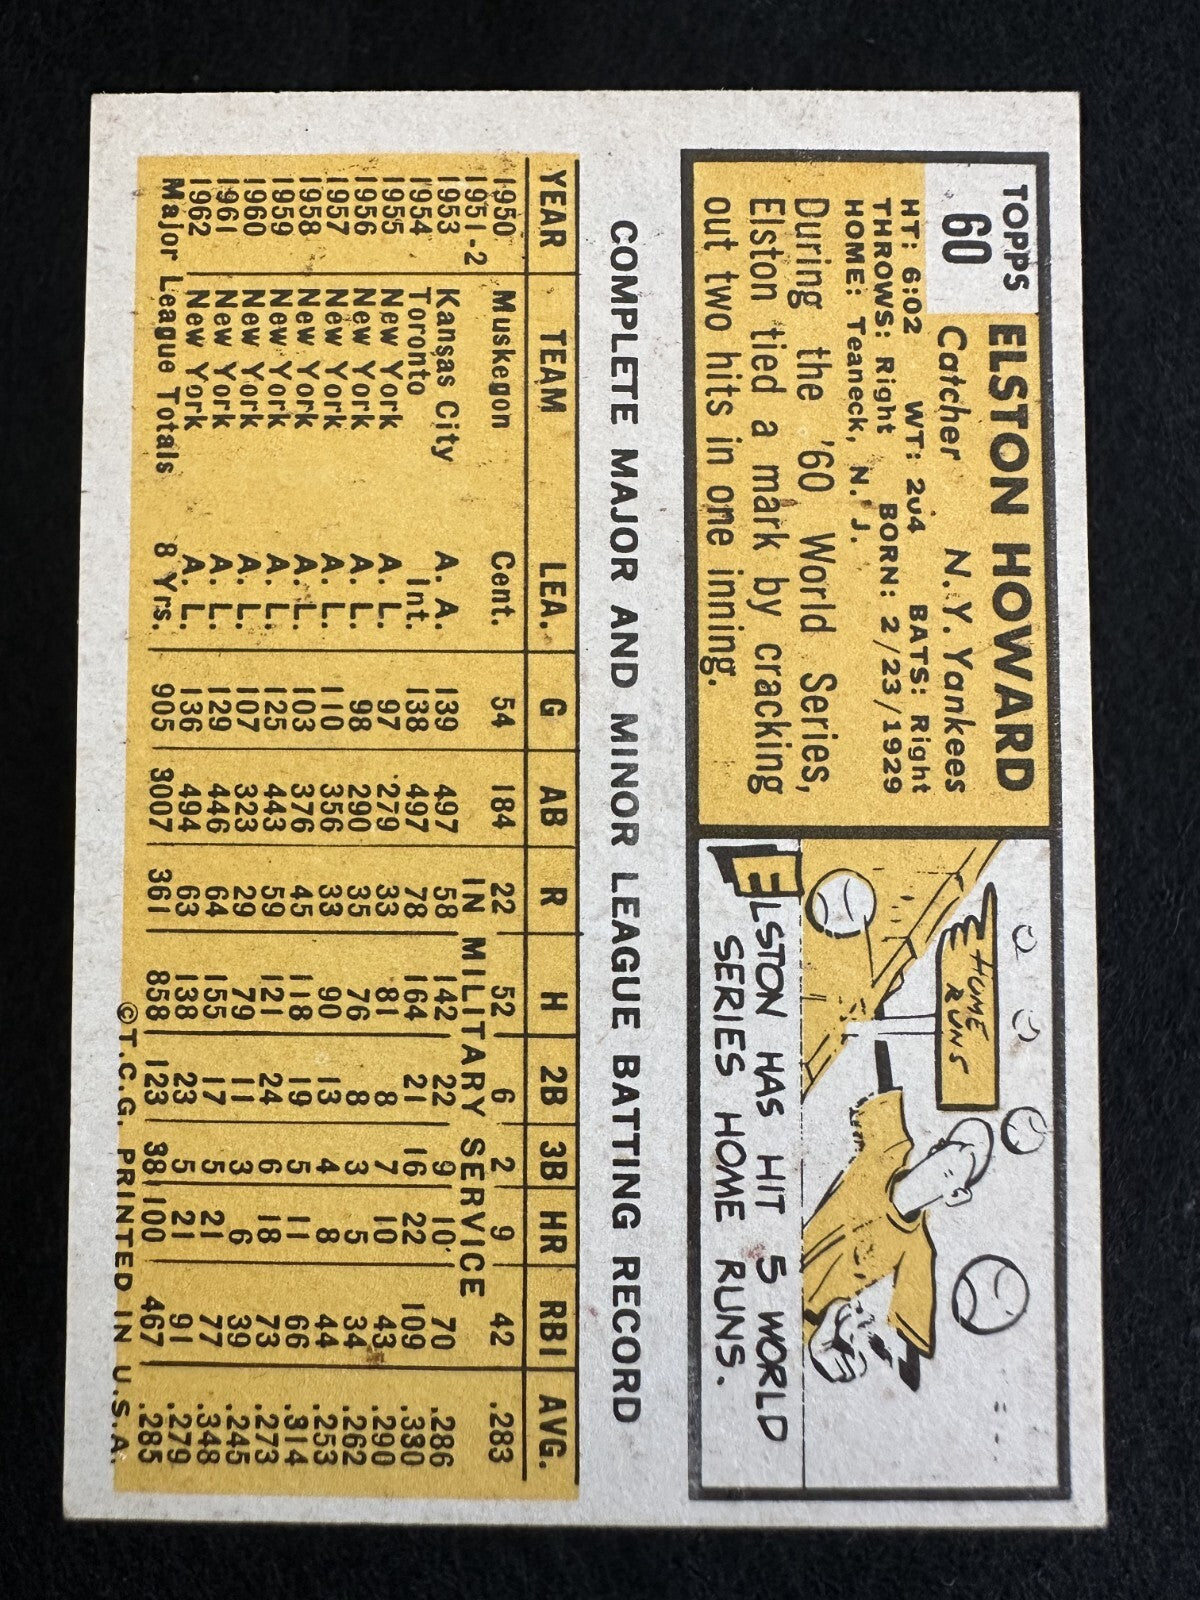 TOPPS
60
ELSTON HOWARD
Catcher N.Y. Yankees
HT: 6:02 WT: 204 BATS: Right
THROWS: Right BORN: 2/23/1929
HOME: Teaneck, N. J.
During the '60 World Series,
Elston tied a mark by cracking
out two hits in one inning.
HOME
RUNS
ELSTON HAS HIT 5 WORLD
SERIES HOME RUNS.
COMPLETE MAJOR AND MINOR LEAGUE BATTING RECORD
YEAR TEAM LEA. G AB R H 2B 3B HR RBI AVG.
1950 Muskegon Cent. 54 184 22 52 6 2 9 42 .283
1951-2 IN MILITARY SERVICE
1953 Kansas City A. A. 139 497 58 142 22 9 10 70 .286
1954 Toronto Int. 138 497 78 164 21 16 22 109 .330
1955 New York A. L. 97 279 33 81 8 7 10 43 .290
1956 New York A. L. 98 290 35 76 8 3 5 34 .262
1957 New York A. L. 110 356 33 90 13 4 8 44 .253
1958 New York A. L. 103 376 45 118 19 5 11 66 .314
1959 New York A. L. 125 443 59 121 24 6 18 73 .273
1960 New York A. L. 107 323 29 79 11 3 6 39 .245
1961 New York A. L. 129 446 64 155 17 5 21 77 .348
1962 New York A. L. 136 494 63 138 23 5 21 91 .279
Major League Totals 8 Yrs. 905 3007 361 858 123 38 100 467 .285
©T.C.G. PRINTED IN U.S.A.